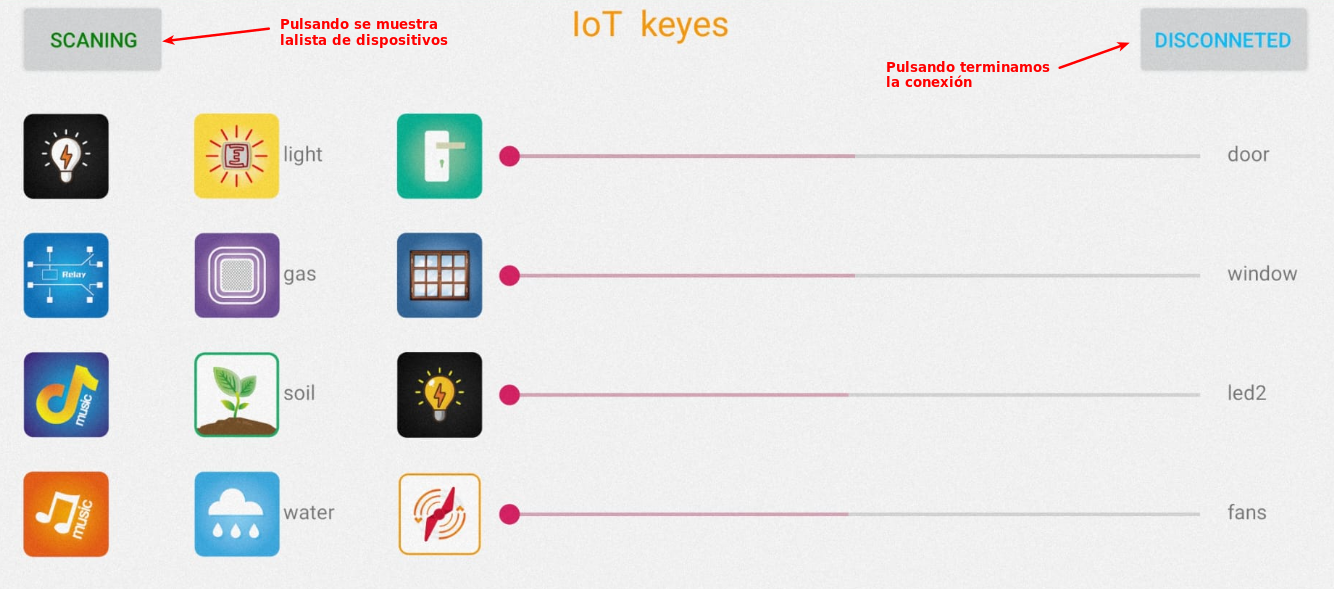 SCANING
Pulsando se muestra
lalista de dispositivos
IoT keyes
Pulsando terminamos
la conexión
DISCONNETED
light
door
Relay
gas
window
music
soil
led2
music
water
fans